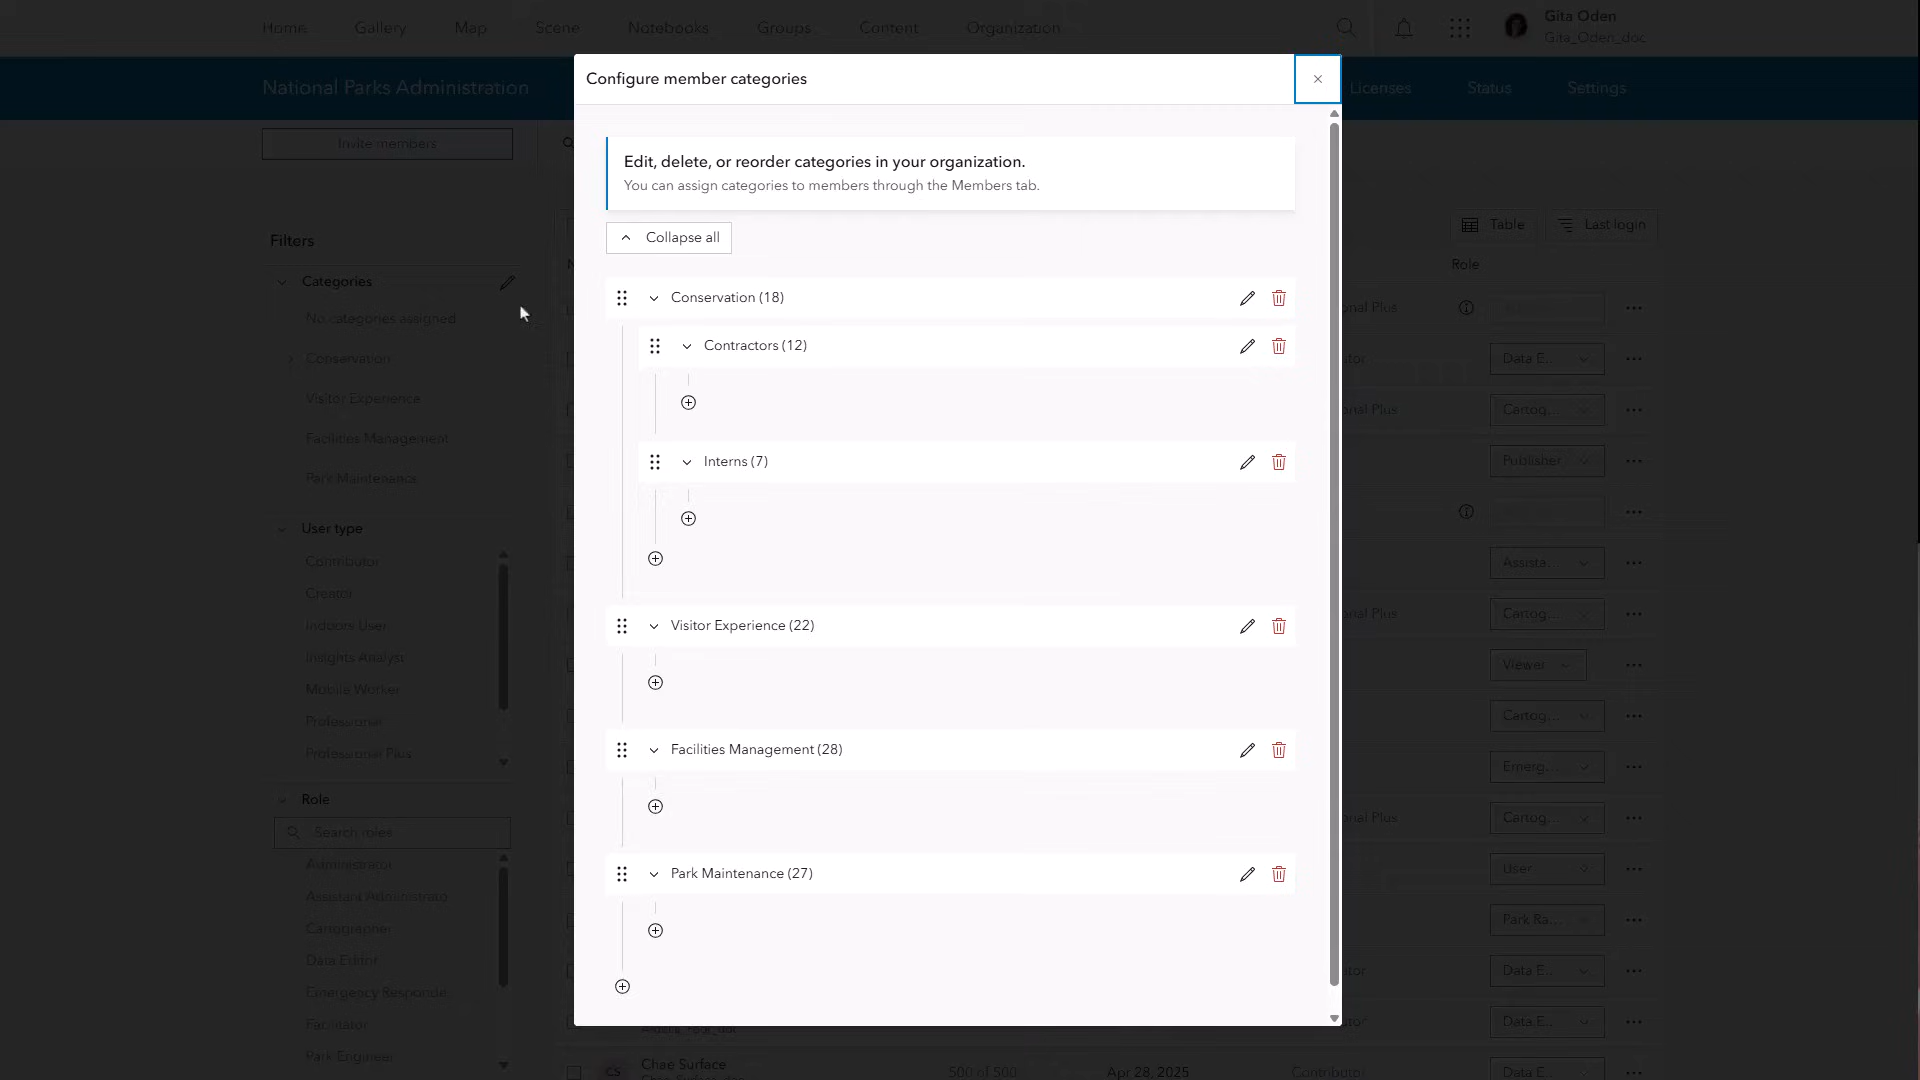 Home Gallery Map Scene Notebooks Groups Content Organization
Gita Oden
Gita_Oden_doc
National Parks Administration
Licenses Status Settings
Configure member categories
Invite members
Edit, delete, or reorder categories in your organization.
You can assign categories to members through the Members tab.
Collapse all
Table Last login
Role
Filters
Categories
No categories assigned
Conservation
Visitor Experience
Facilities Management
Park Maintenance
User type
Contributor
Creator
Indoors User
Insights Analyst
Mobile Worker
Professional
Professional Plus
Role
Search roles
Administrator
Assistant Administrato
Cartographer
Data Editor
Emergency Responde
Facilitator
Park Engineer
Conservation (18)
Contractors (12)
Interns (7)
Visitor Experience (22)
Facilities Management (28)
Park Maintenance (27)
onal Plus
Data E...
onal Plus Cartog...
Publisher
Assista...
onal Plus Cartog...
Viewer
Cartog...
Emerg...
onal Plus Cartog...
User
Park Ra...
Data E...
Data E...
Chae Surface 500 of 500 Apr 28, 2025 Contributor Data E...